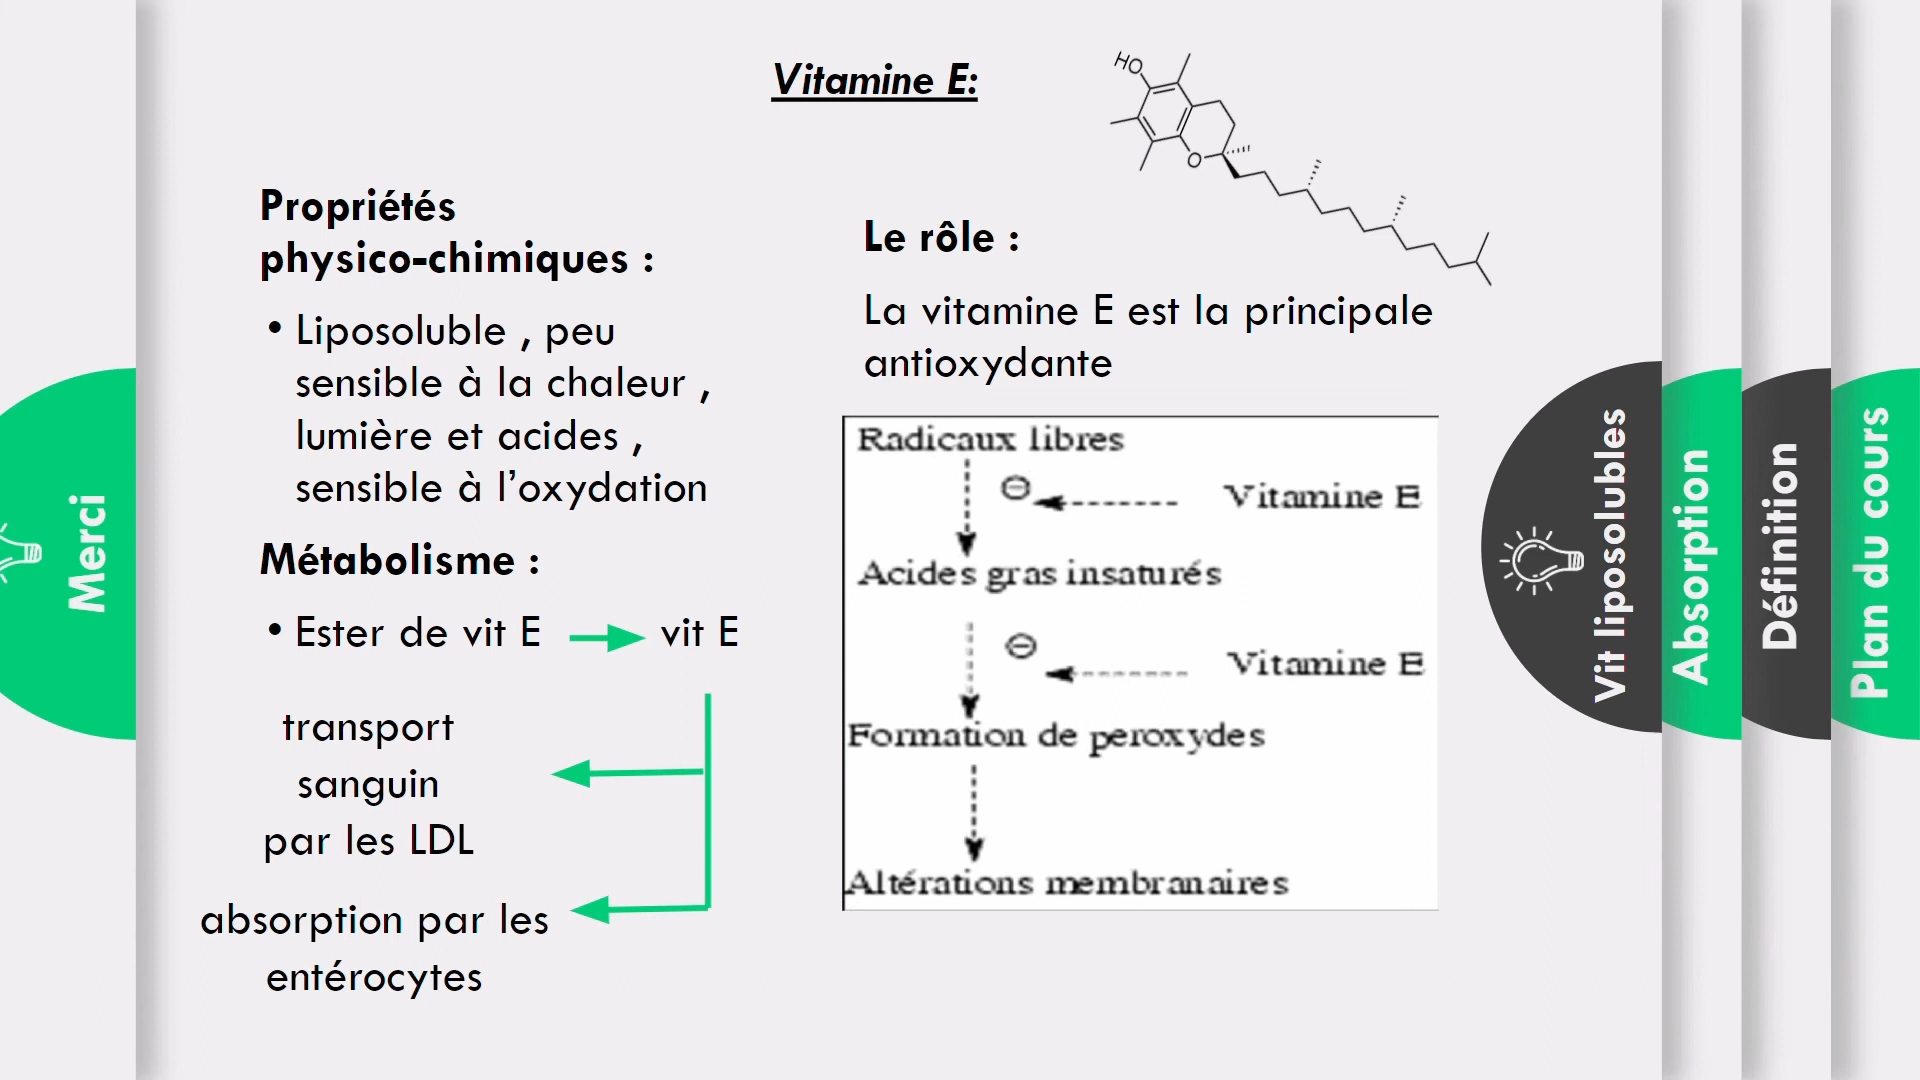 Vitamine E:
HO
O
Propriétés
physico-chimiques :
• Liposoluble , peu
sensible à la chaleur ,
lumière et acides ,
sensible à l’oxydation
Métabolisme :
• Ester de vit E vit E
transport
sanguin
par les LDL
absorption par les
entérocytes
Le rôle :
La vitamine E est la principale
antioxydante
Radicaux libres
Vitamine E
Acides gras insaturés
Vitamine E
Formation de peroxydes
Altérations membranaires
Merci
Vit liposolubles
Absorption
Définition
Plan du cours